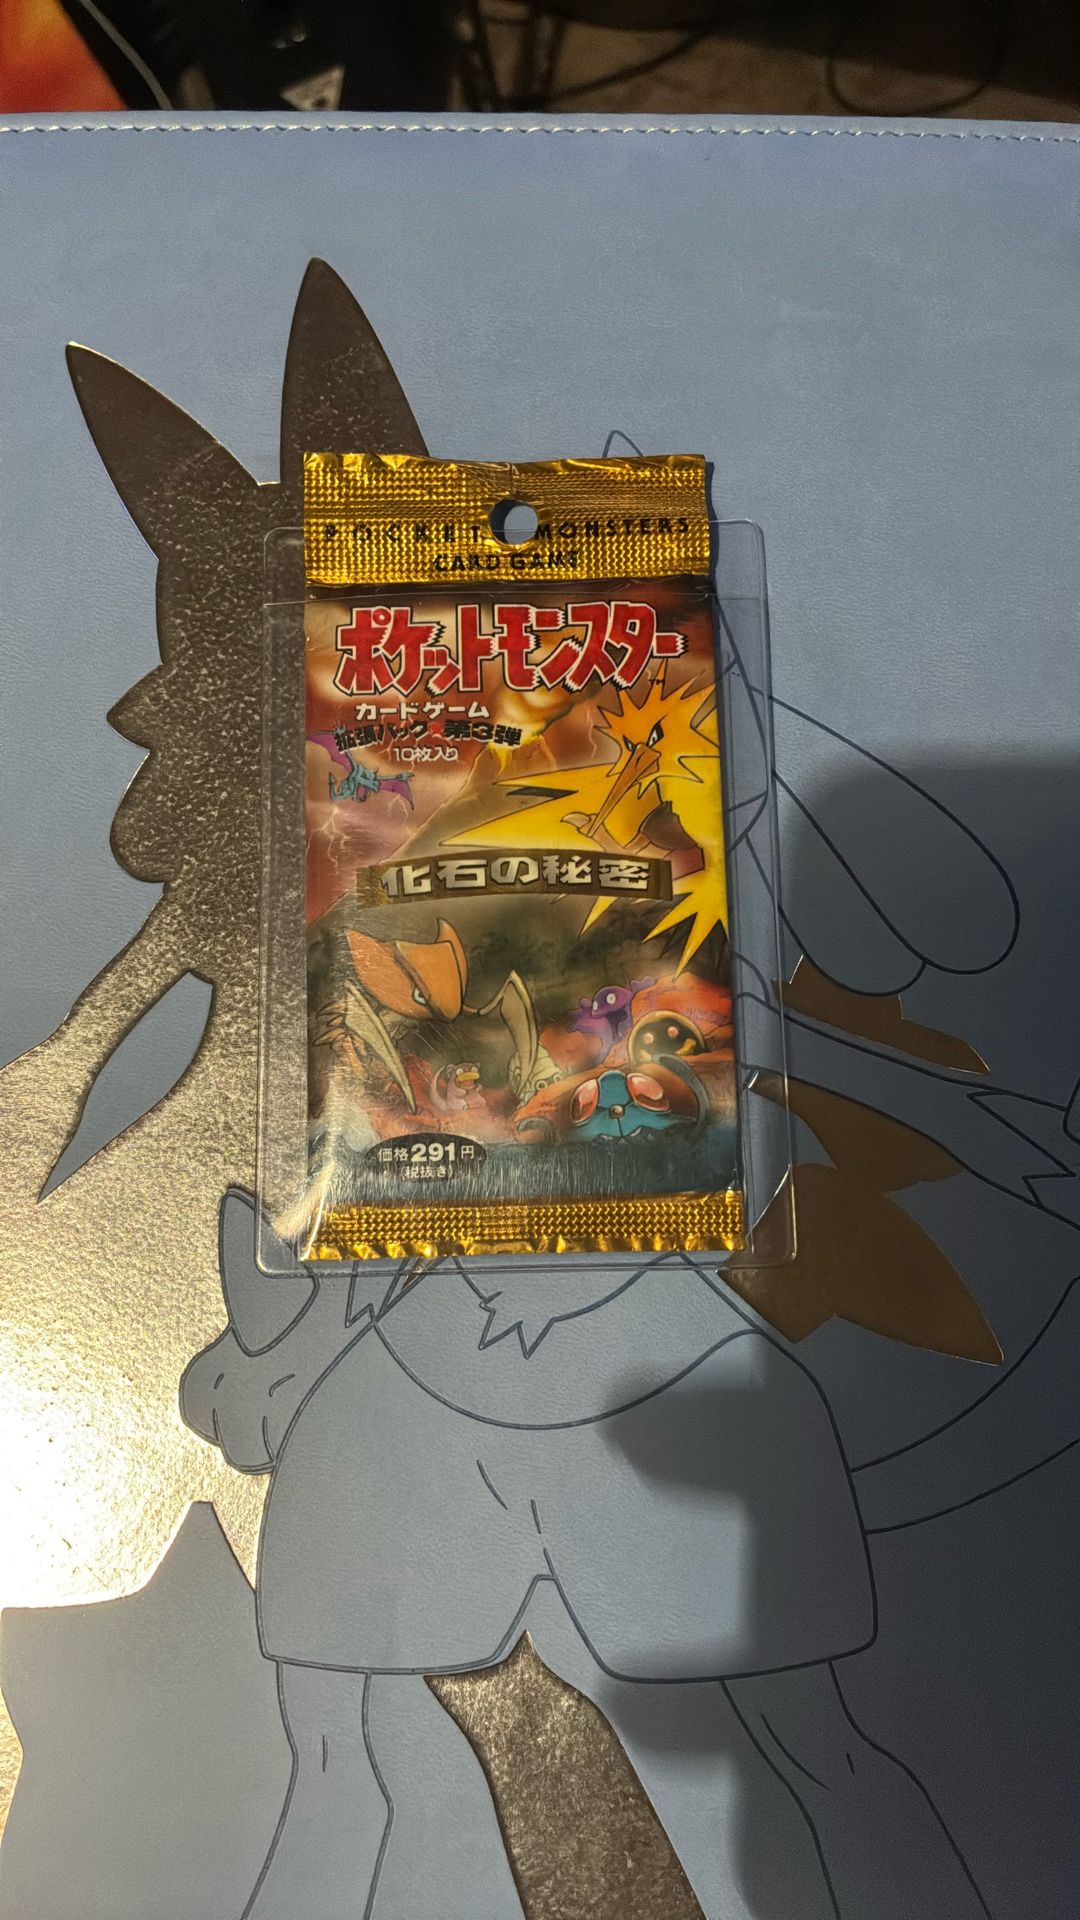 POCKET MONSTERS
CARD GAME
ポケットモンスター
TM
カードゲーム
拡張パック 第3弾
10枚入り
化石の秘密
価格291円
(税抜き)